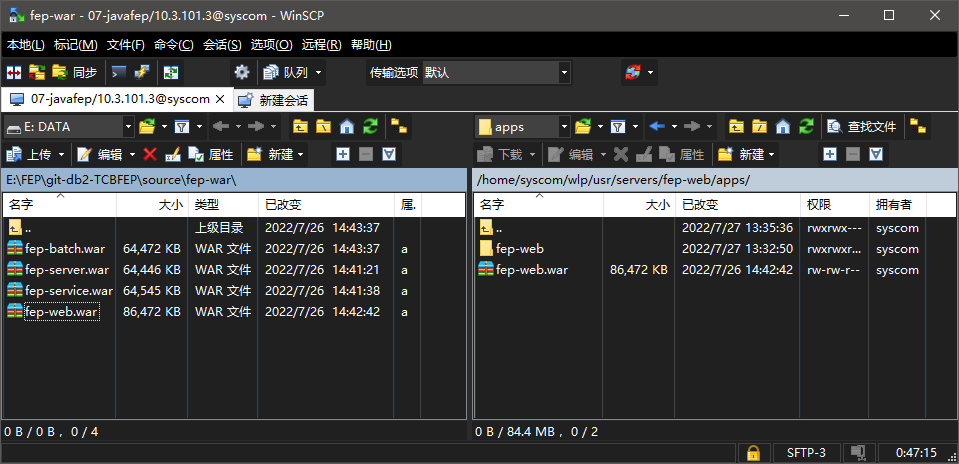 fep-war - 07-javafep/10.3.101.3@syscom - WinSCP
本地(L) 标记(M) 文件(F) 命令(C) 会话(S) 选项(O) 远程(R) 帮助(H)
同步 队列 传输选项 默认
07-javafep/10.3.101.3@syscom 新建会话
E: DATA
apps 查找文件
上传 编辑 属性 新建
下载 编辑 属性 新建
E:\FEP\git-db2-TCBFEP\source\fep-war\
/home/syscom/wlp/usr/servers/fep-web/apps/
名字 大小 类型 已改变 属.
.. 上级目录 2022/7/26 14:43:37
fep-batch.war 64,472 KB WAR 文件 2022/7/26 14:43:37 a
fep-server.war 64,446 KB WAR 文件 2022/7/26 14:41:21 a
fep-service.war 64,545 KB WAR 文件 2022/7/26 14:41:38 a
fep-web.war 86,472 KB WAR 文件 2022/7/26 14:42:42 a
名字 大小 已改变 权限 拥有者
.. 2022/7/27 13:35:36 rwxrwx--- syscom
fep-web 2022/7/27 13:32:50 rwxrwxr... syscom
fep-web.war 86,472 KB 2022/7/26 14:42:42 rw-rw-r-- syscom
0 B / 0 B, 0 / 4
0 B / 84.4 MB, 0 / 2
SFTP-3 0:47:15